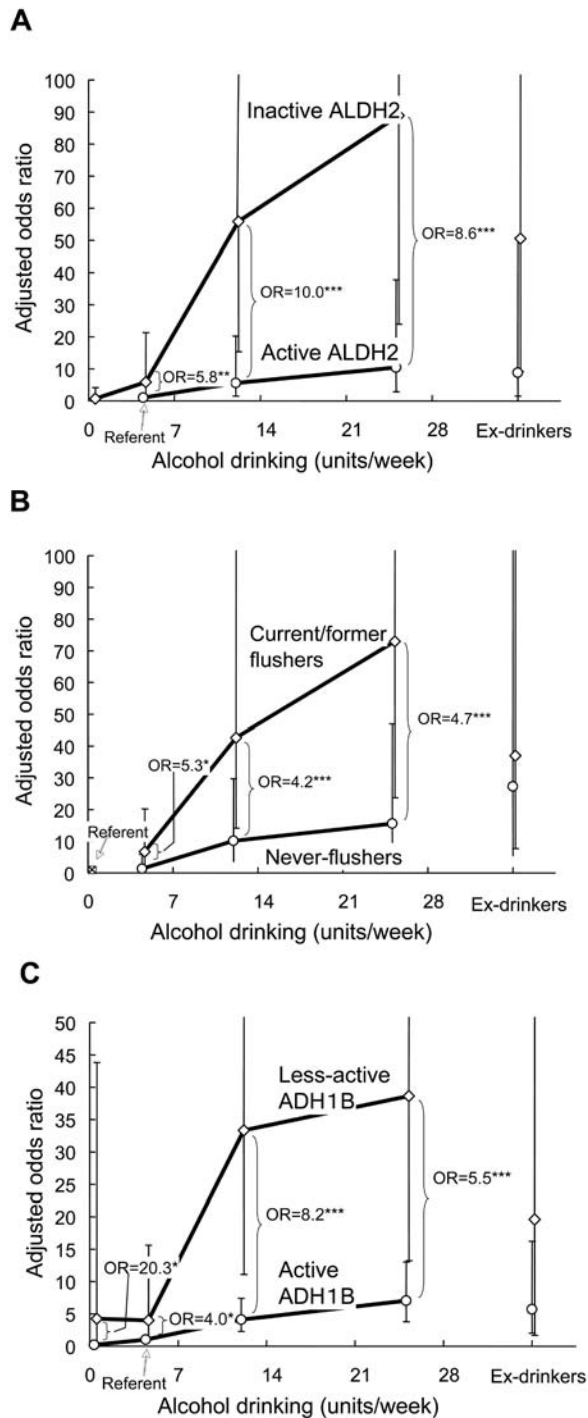 A
100
90
80
70
60
50
40
30
20
10
0
Adjusted odds ratio
Inactive ALDH2
OR=8.6***
OR=10.0***
Active ALDH2
OR=5.8**
0
Referent
7
14
21
28
Ex-drinkers
Alcohol drinking (units/week)
B
100
90
80
70
60
50
40
30
20
10
0
Adjusted odds ratio
Current/former
flushers
OR=4.7***
OR=5.3*
OR=4.2***
Referent
Never-flushers
0
7
14
21
28
Ex-drinkers
Alcohol drinking (units/week)
C
50
45
40
35
30
25
20
15
10
5
0
Adjusted odds ratio
Less-active
ADH1B
OR=5.5***
OR=8.2***
OR=20.3*
Active
ADH1B
OR=4.0*
0
Referent
7
14
21
28
Ex-drinkers
Alcohol drinking (units/week)